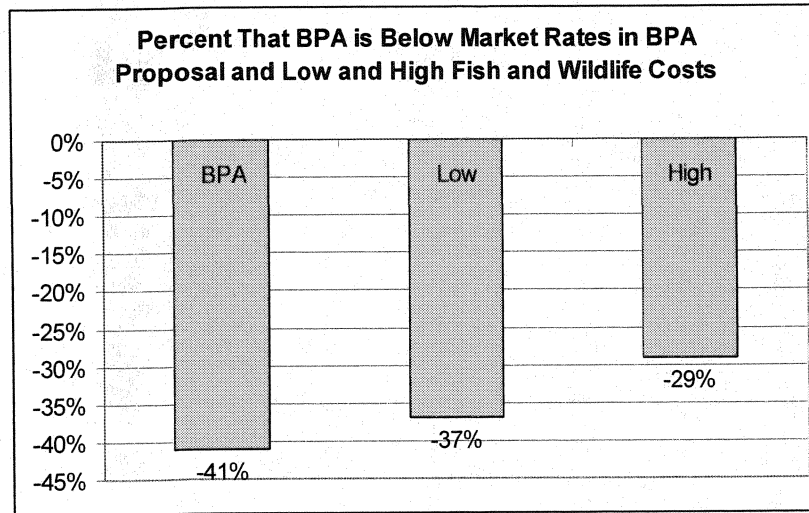 Percent That BPA is Below Market Rates in BPA
Proposal and Low and High Fish and Wildlife Costs
0%
-5%
-10%
-15%
-20%
-25%
-30%
-35%
-40%
-45%
BPA
Low
High
-41%
-37%
-29%